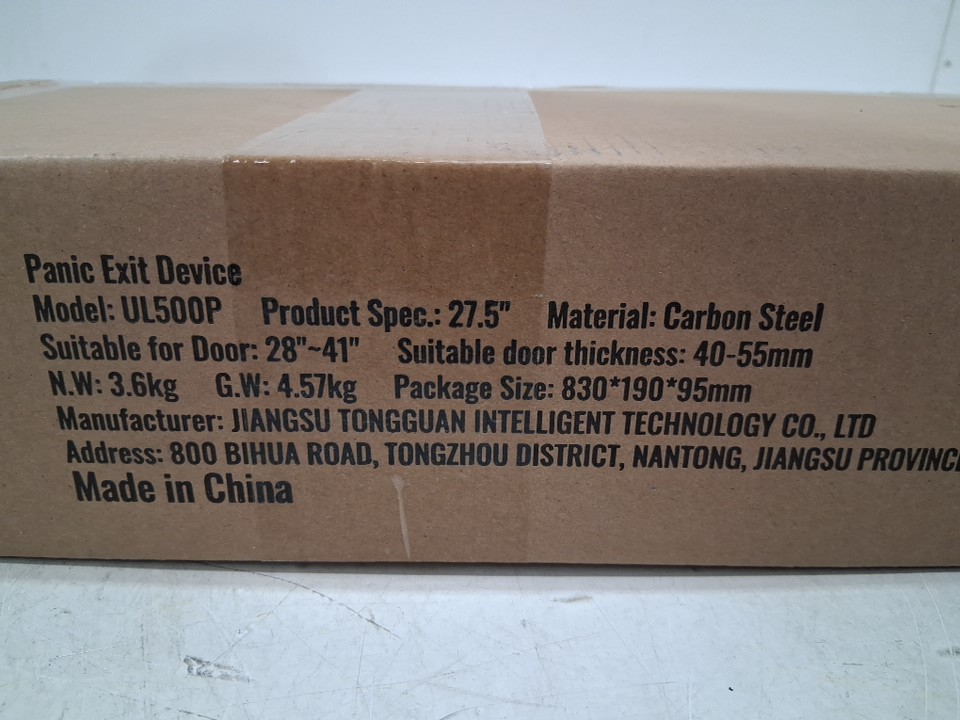 Panic Exit Device
Model: UL500P Product Spec.: 27.5" Material: Carbon Steel
Suitable for Door: 28"~41" Suitable door thickness: 40-55mm
N.W: 3.6kg G.W: 4.57kg Package Size: 830*190*95mm
Manufacturer: JIANGSU TONGGUAN INTELLIGENT TECHNOLOGY CO., LTD
Address: 800 BIHUA ROAD, TONGZHOU DISTRICT, NANTONG, JIANGSU PROVINCE
Made in China